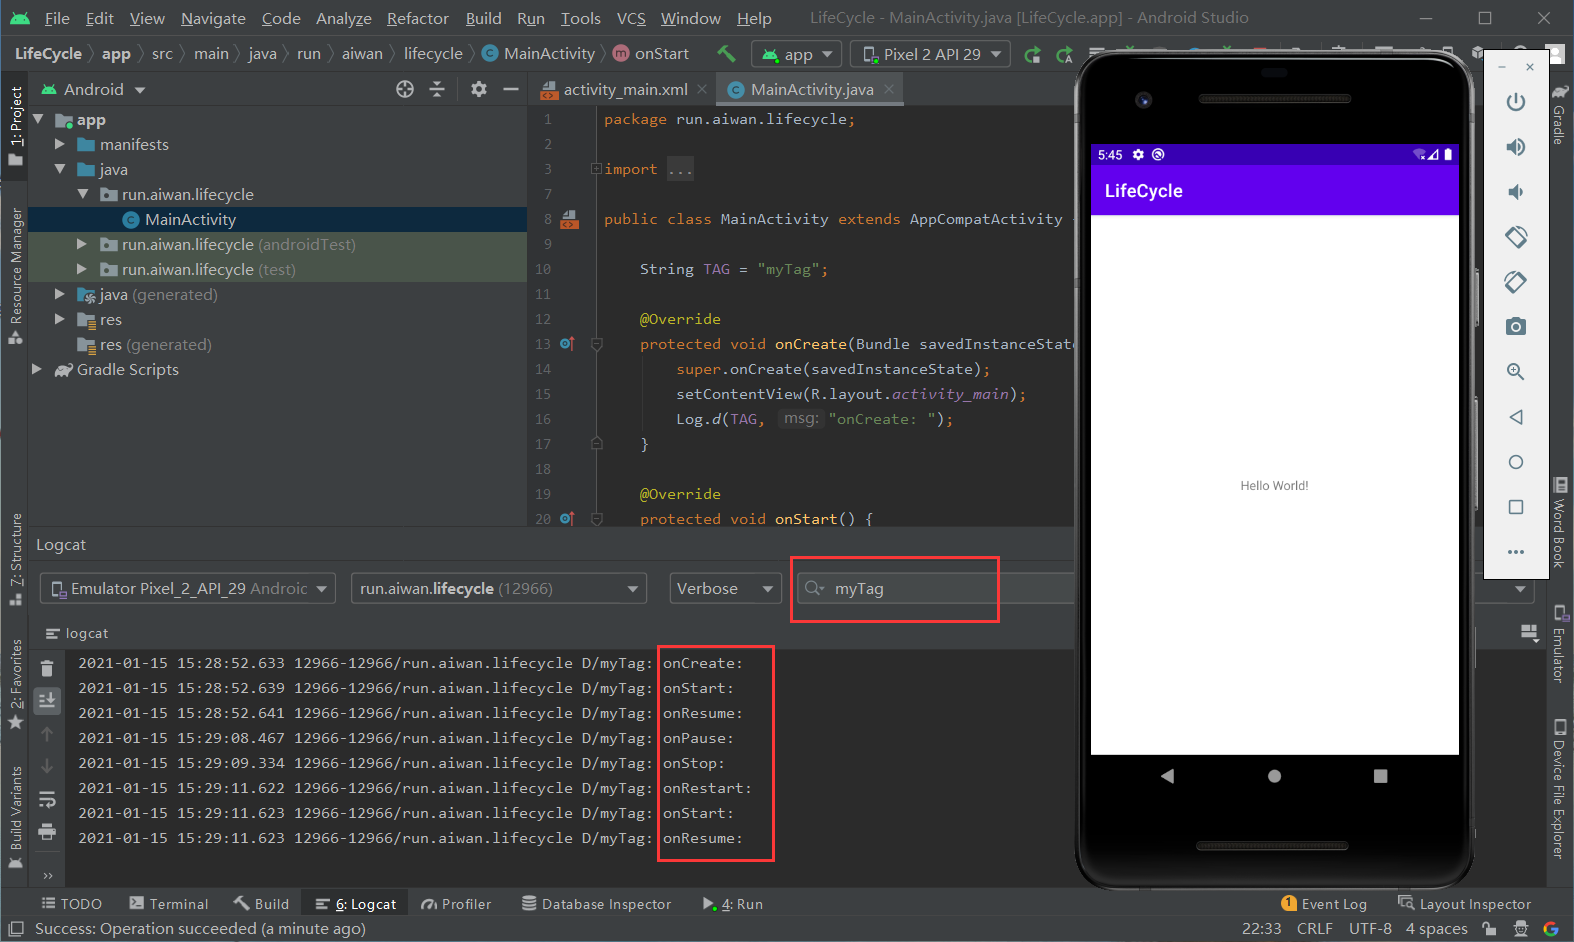 File Edit View Navigate Code Analyze Refactor Build Run Tools VCS Window Help LifeCycle - MainActivity.java [LifeCycle.app] - Android Studio
LifeCycle app src main java run aiwan lifecycle MainActivity onStart app Pixel 2 API 29
1: Project
Resource Manager
7: Structure
2: Favorites
Build Variants
Android
app
manifests
java
run.aiwan.lifecycle
MainActivity
run.aiwan.lifecycle (androidTest)
run.aiwan.lifecycle (test)
java (generated)
res
res (generated)
Gradle Scripts
activity_main.xml MainActivity.java
1 package run.aiwan.lifecycle;
2
3 import ...
7
8 public class MainActivity extends AppCompatActivity
9
10 String TAG = "myTag";
11
12 @Override
13 protected void onCreate(Bundle savedInstanceState
14 super.onCreate(savedInstanceState);
15 setContentView(R.layout.activity_main);
16 Log.d(TAG, msg: "onCreate: ");
17 }
18
19 @Override
20 protected void onStart() {
5:45
LifeCycle
Hello World!
Gradle
Word Book
Emulator
Device File Explorer
Logcat
Emulator Pixel_2_API_29 Androic run.aiwan.lifecycle (12966) Verbose myTag
logcat
2021-01-15 15:28:52.633 12966-12966/run.aiwan.lifecycle D/myTag: onCreate:
2021-01-15 15:28:52.639 12966-12966/run.aiwan.lifecycle D/myTag: onStart:
2021-01-15 15:28:52.641 12966-12966/run.aiwan.lifecycle D/myTag: onResume:
2021-01-15 15:29:08.467 12966-12966/run.aiwan.lifecycle D/myTag: onPause:
2021-01-15 15:29:09.334 12966-12966/run.aiwan.lifecycle D/myTag: onStop:
2021-01-15 15:29:11.622 12966-12966/run.aiwan.lifecycle D/myTag: onRestart:
2021-01-15 15:29:11.623 12966-12966/run.aiwan.lifecycle D/myTag: onStart:
2021-01-15 15:29:11.623 12966-12966/run.aiwan.lifecycle D/myTag: onResume:
TODO Terminal Build 6: Logcat Profiler Database Inspector 4: Run 1 Event Log Layout Inspector
Success: Operation succeeded (a minute ago) 22:33 CRLF UTF-8 4 spaces